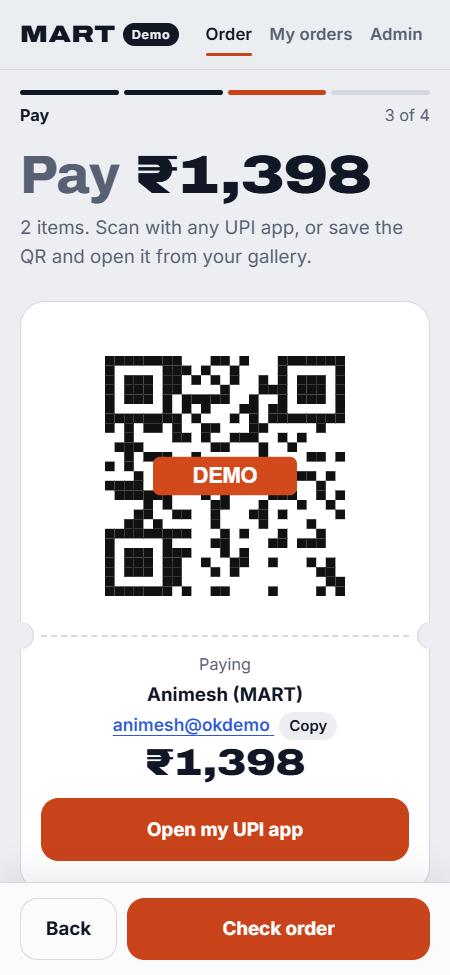 MART Demo Order My orders Admin
Pay 3 of 4
Pay ₹1,398
2 items. Scan with any UPI app, or save the
QR and open it from your gallery.
DEMO
Paying
Animesh (MART)
animesh@okdemo Copy
₹1,398
Open my UPI app
Back Check order